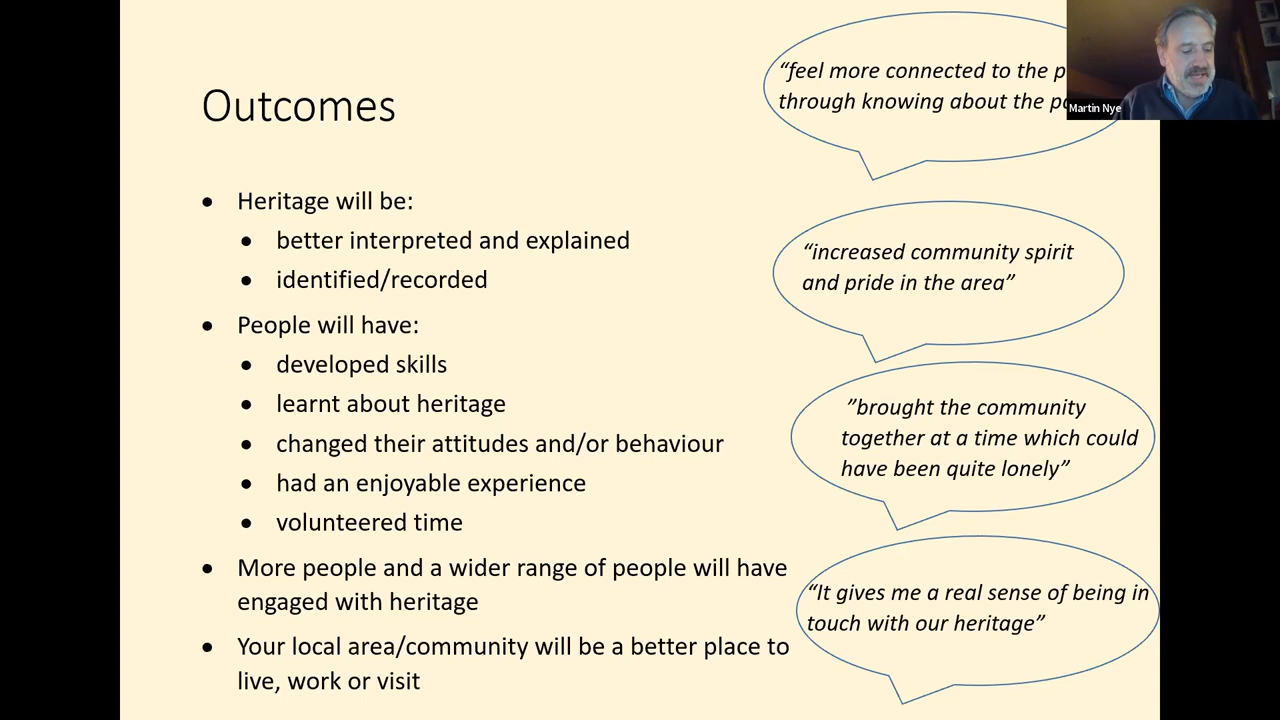 Outcomes
• Heritage will be:
• better interpreted and explained
• identified/recorded
• People will have:
• developed skills
• learnt about heritage
• changed their attitudes and/or behaviour
• had an enjoyable experience
• volunteered time
• More people and a wider range of people will have
engaged with heritage
• Your local area/community will be a better place to
live, work or visit
“feel more connected to the
through knowing about the
Martin Nye
“increased community spirit
and pride in the area”
”brought the community
together at a time which could
have been quite lonely”
“It gives me a real sense of being in
touch with our heritage”